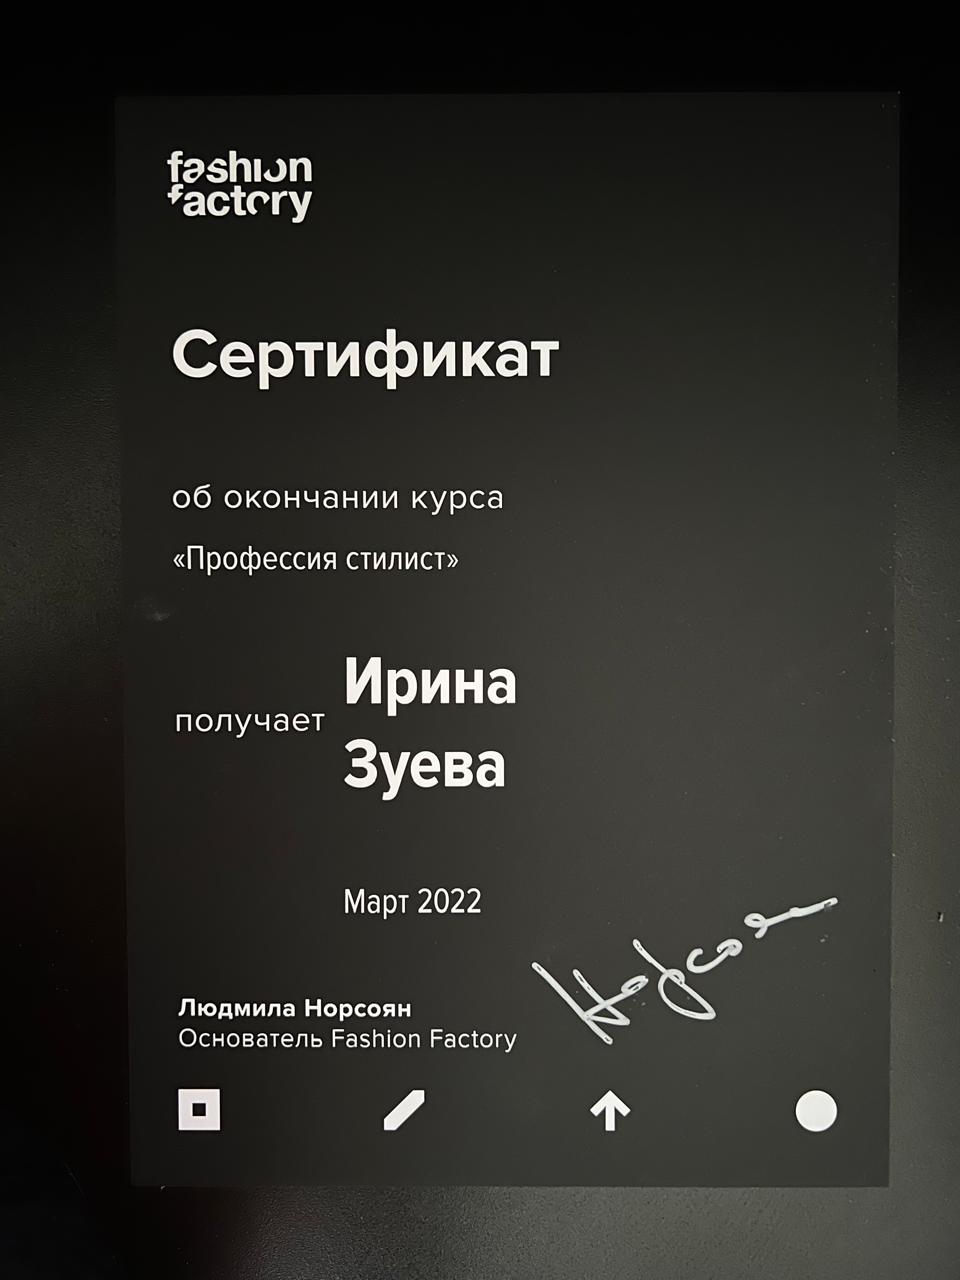 fashion
factory
Сертификат
об окончании курса
«Профессия стилист»
получает
Ирина
Зуева
Март 2022
Норсоян
Людмила Норсоян
Основатель Fashion Factory